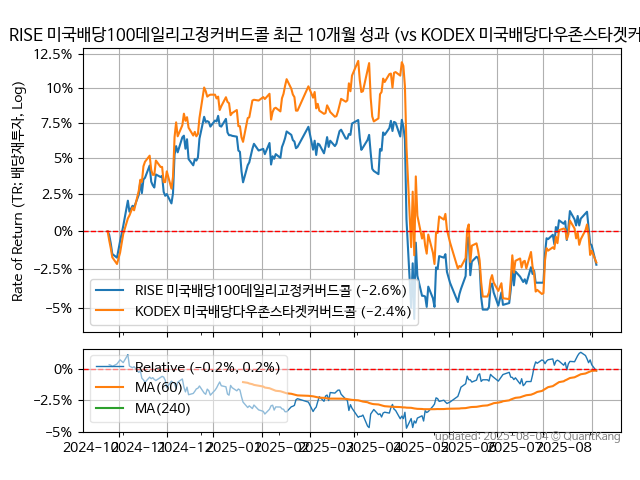 RISE 미국배당100데일리고정커버드콜 최근 10개월 성과 (vs KODEX 미국배당다우존스타겟커
Rate of Return (TR: 배당재투자, Log)
12.5%
10%
7.5%
5%
2.5%
0%
−2.5%
−5%
RISE 미국배당100데일리고정커버드콜 (−2.6%)
KODEX 미국배당다우존스타겟커버드콜 (−2.4%)
0%
−2.5%
−5%
Relative (−0.2%, 0.2%)
MA(60)
MA(240)
2024-10 2024-11 2024-12 2025-01 2025-02 2025-03 2025-04 2025-05 2025-06 2025-07 2025-08
updated: 2025-08-04 © QuantKang